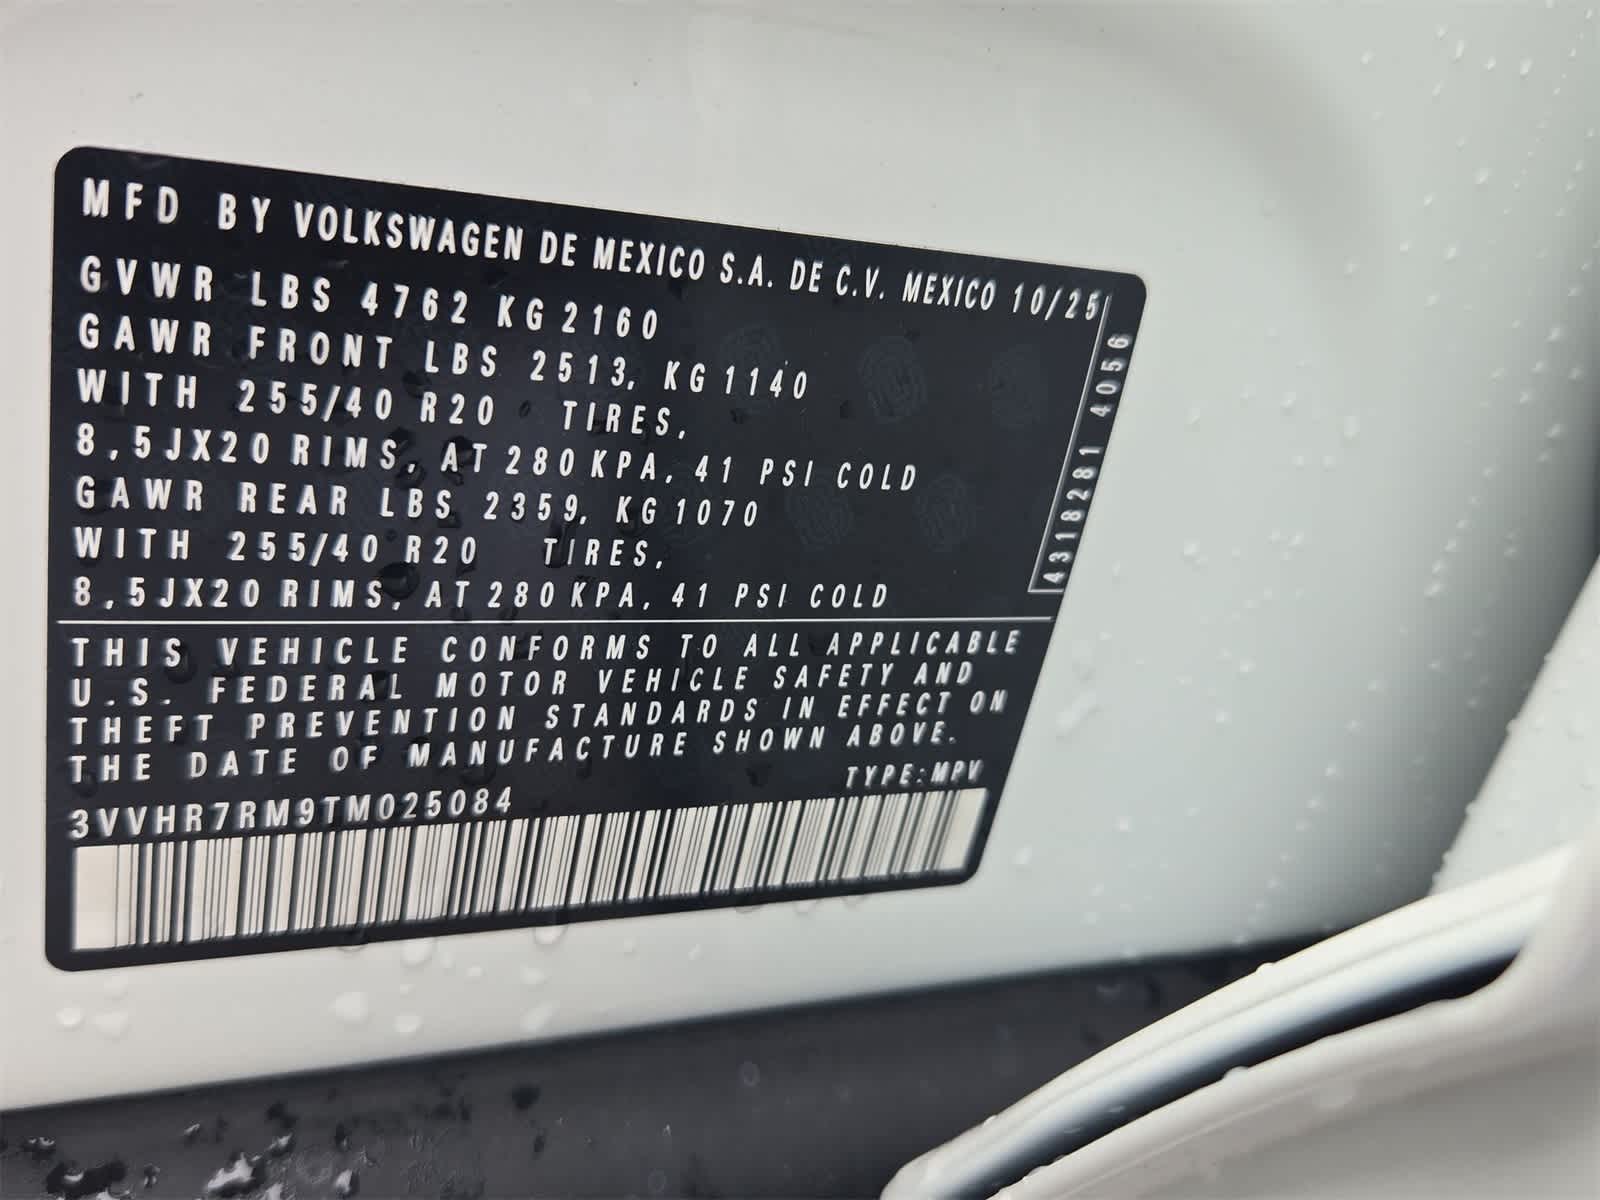 MFD BY VOLKSWAGEN DE MEXICO S.A. DE C.V. MEXICO 10/25
GVWR LBS 4762 KG 2160
GAWR FRONT LBS 2513, KG 1140
WITH 255/40 R20 TIRES,
8,5JX20 RIMS, AT 280 KPA, 41 PSI COLD
GAWR REAR LBS 2359, KG 1070
WITH 255/40 R20 TIRES,
8,5JX20 RIMS, AT 280 KPA, 41 PSI COLD
4318281 4056
THIS VEHICLE CONFORMS TO ALL APPLICABLE
U.S. FEDERAL MOTOR VEHICLE SAFETY AND
THEFT PREVENTION STANDARDS IN EFFECT ON
THE DATE OF MANUFACTURE SHOWN ABOVE.
TYPE:MPV
3VVHR7RM9TM025084